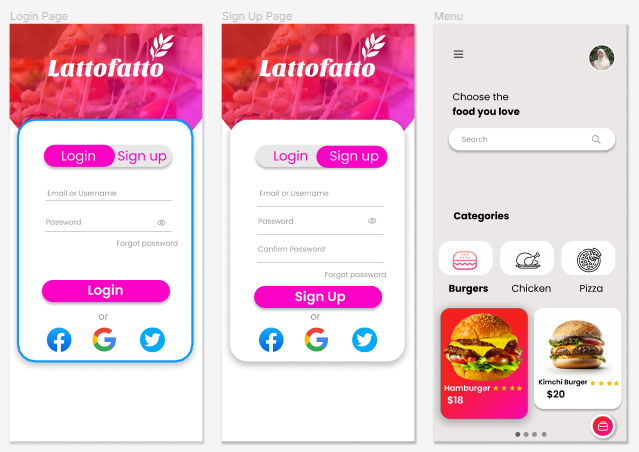 Login Page
Lattofatto
Login Sign up
Email or Username
Password
Forgot password
Login
or
Sign Up Page
Lattofatto
Login Sign up
Email or Username
Password
Confirm Password
Forgot password
Sign Up
or
Menu
Choose the
food you love
Search
Categories
Burgers Chicken Pizza
Hamburger
$18
Kimchi Burger
$20